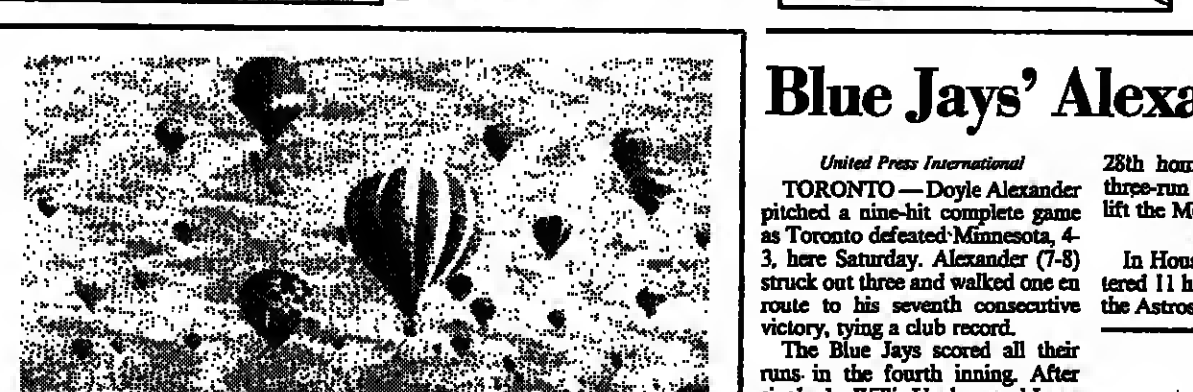 Blue Jays’ Alexa
United Press International
TORONTO — Doyle Alexander
pitched a nine-hit complete game
as Toronto defeated Minnesota, 4-
3, here Saturday. Alexander (7-8)
struck out three and walked one en
route to his seventh consecutive
victory, tying a club record.
The Blue Jays scored all their
runs in the fourth inning. After
28th hom
three-run
lift the M
In Hous
tered 11 h
the Astros